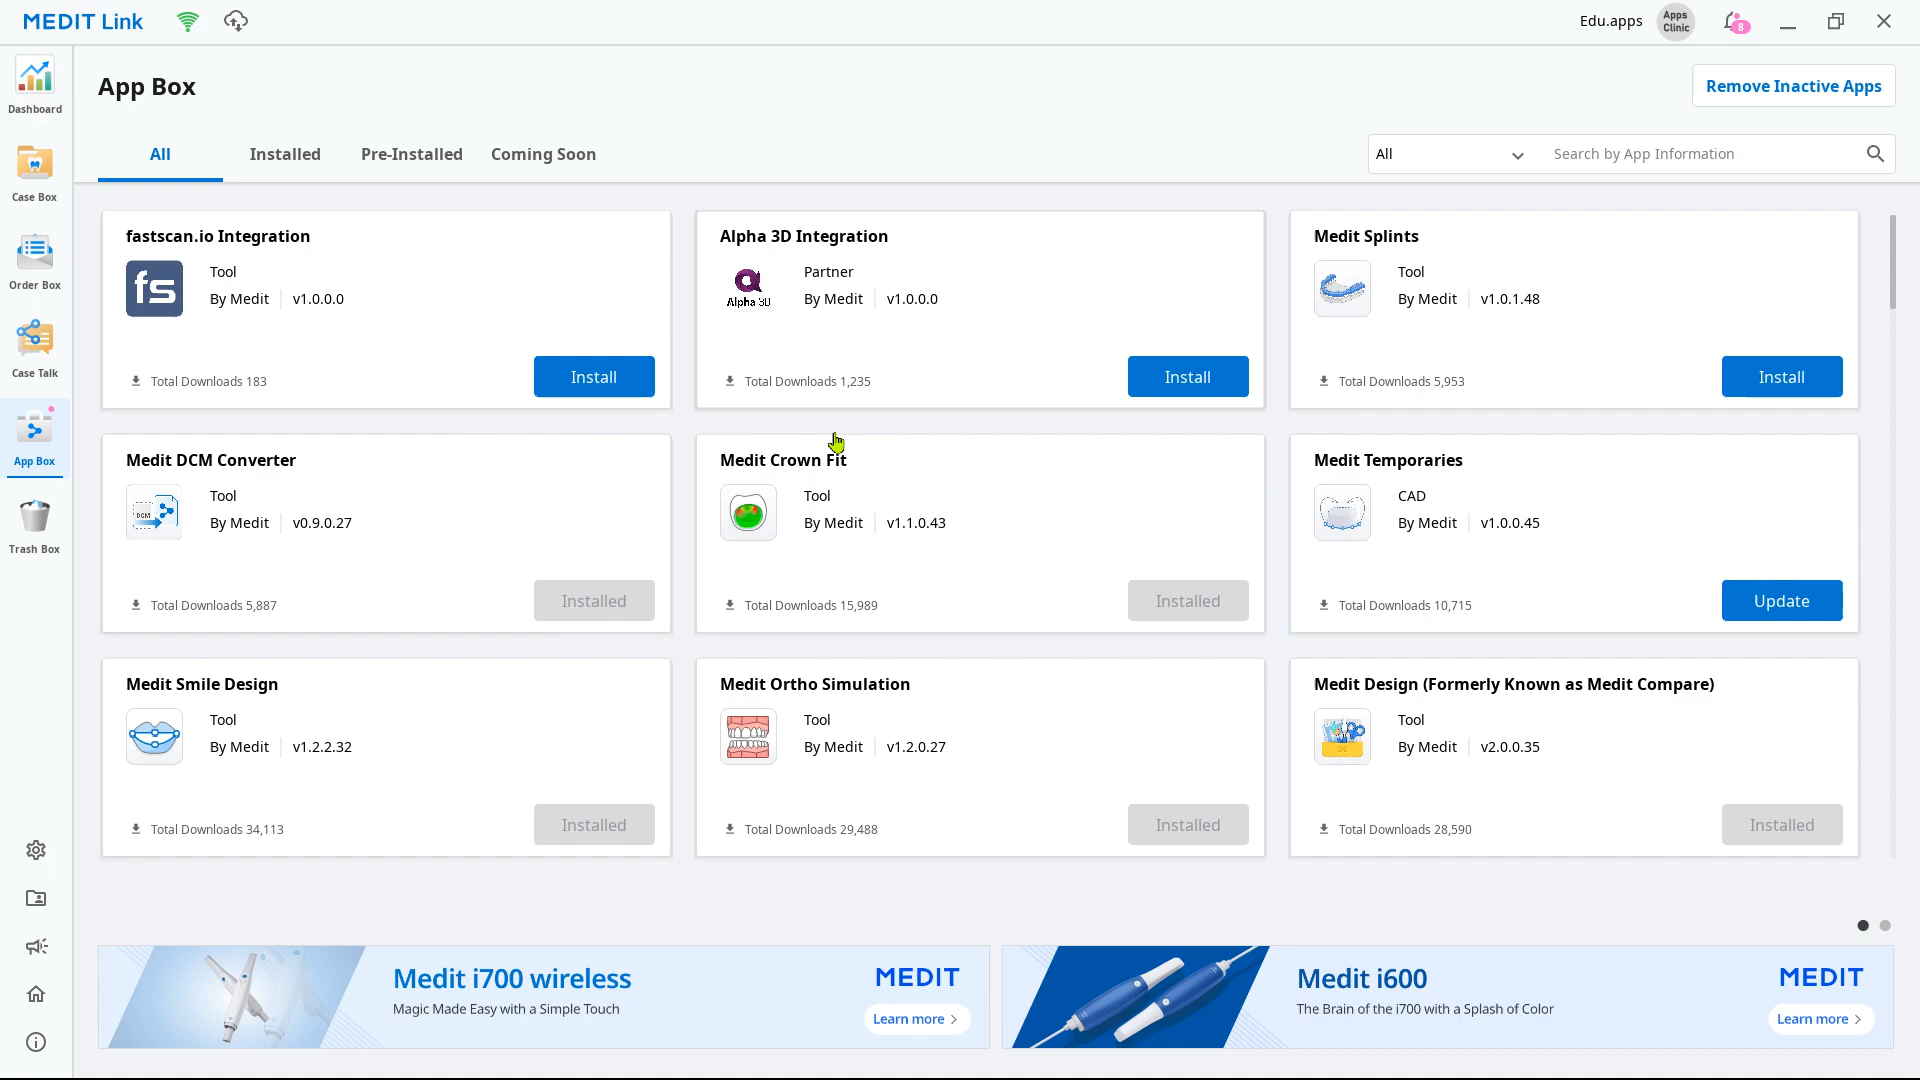 MEDIT Link
Edu.apps
Apps
Clinic
8
Dashboard
Case Box
Order Box
Case Talk
App Box
Trash Box
App Box
Remove Inactive Apps
All
Installed
Pre-Installed
Coming Soon
All
Search by App Information
fastscan.io Integration
fs
Tool
By Medit
v1.0.0.0
Total Downloads 183
Install
Alpha 3D Integration
Alpha 3D
Partner
By Medit
v1.0.0.0
Total Downloads 1,235
Install
Medit Splints
Tool
By Medit
v1.0.1.48
Total Downloads 5,953
Install
Medit DCM Converter
DCM
Tool
By Medit
v0.9.0.27
Total Downloads 5,887
Installed
Medit Crown Fit
Tool
By Medit
v1.1.0.43
Total Downloads 15,989
Installed
Medit Temporaries
CAD
By Medit
v1.0.0.45
Total Downloads 10,715
Update
Medit Smile Design
Tool
By Medit
v1.2.2.32
Total Downloads 34,113
Installed
Medit Ortho Simulation
Tool
By Medit
v1.2.0.27
Total Downloads 29,488
Installed
Medit Design (Formerly Known as Medit Compare)
Tool
By Medit
v2.0.0.35
Total Downloads 28,590
Installed
Medit i700 wireless
Magic Made Easy with a Simple Touch
MEDIT
Learn more >
Medit i600
The Brain of the i700 with a Splash of Color
MEDIT
Learn more >